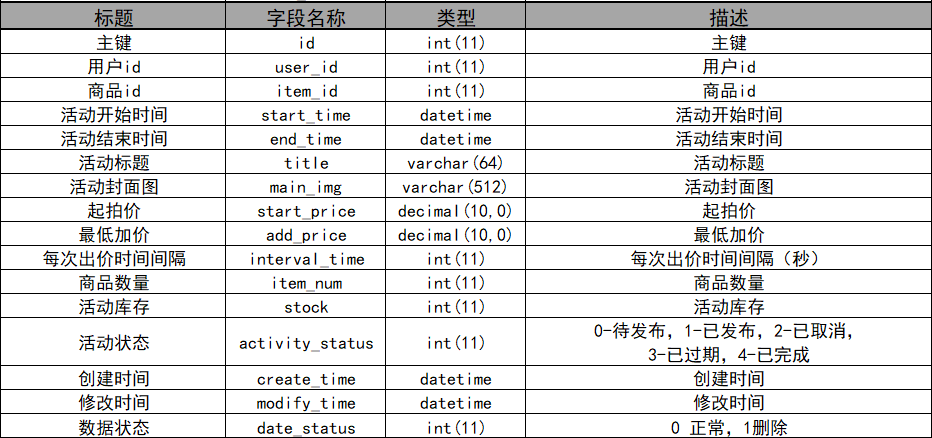 标题 字段名称 类型 描述
主键 id int(11) 主键
用户id user_id int(11) 用户id
商品id item_id int(11) 商品id
活动开始时间 start_time datetime 活动开始时间
活动结束时间 end_time datetime 活动结束时间
活动标题 title varchar(64) 活动标题
活动封面图 main_img varchar(512) 活动封面图
起拍价 start_price decimal(10,0) 起拍价
最低加价 add_price decimal(10,0) 最低加价
每次出价时间间隔 interval_time int(11) 每次出价时间间隔（秒）
商品数量 item_num int(11) 商品数量
活动库存 stock int(11) 活动库存
活动状态 activity_status int(11) 0-待发布，1-已发布，2-已取消，
3-已过期，4-已完成
创建时间 create_time datetime 创建时间
修改时间 modify_time datetime 修改时间
数据状态 date_status int(11) 0 正常，1删除